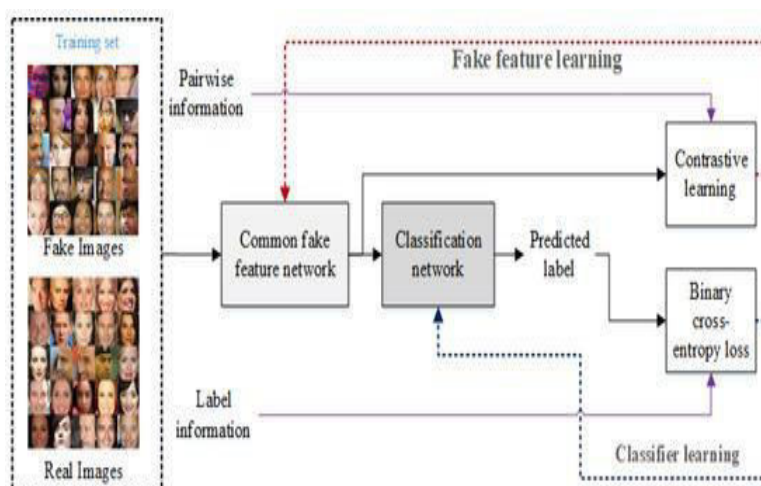 Training set
Fake Images
Real Images
Pairwise
information
Fake feature learning
Contrastive
learning
Common fake
feature network
Classification
network
Predicted
label
Binary
cross-
entropy loss
Label
information
Classifier learning